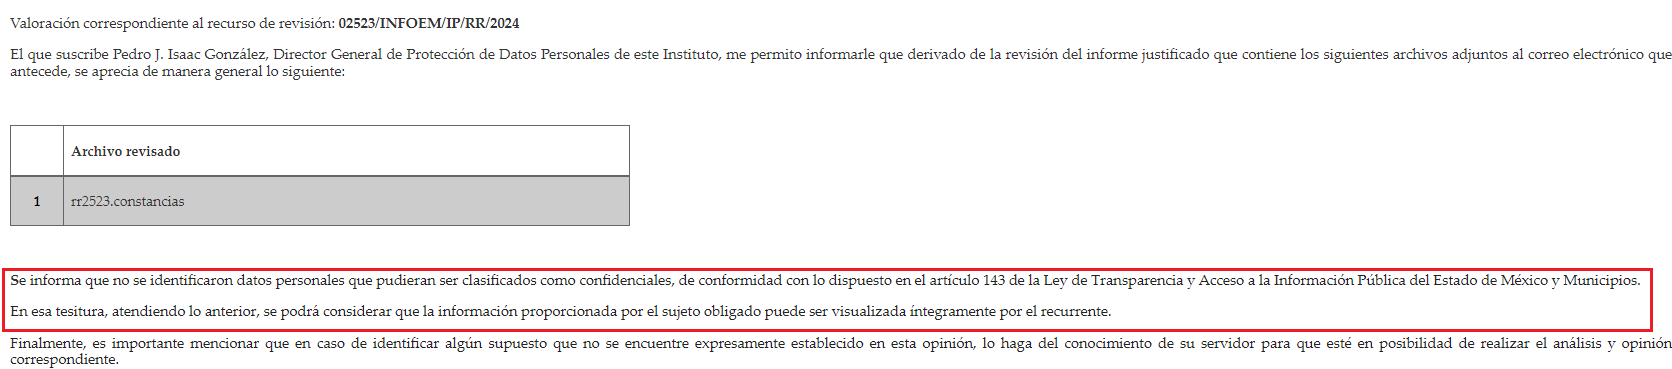 Valoración correspondiente al recurso de revisión: 02523/INFOEM/IP/RR/2024
El que suscribe Pedro J. Isaac González, Director General de Protección de Datos Personales de este Instituto, me permito informarle que derivado de la revisión del informe justificado que contiene los siguientes archivos adjuntos al correo electrónico que
antecede, se aprecia de manera general lo siguiente:
Archivo revisado
1 rr2523.constancias
Se informa que no se identificaron datos personales que pudieran ser clasificados como confidenciales, de conformidad con lo dispuesto en el artículo 143 de la Ley de Transparencia y Acceso a la Información Pública del Estado de México y Municipios.
En esa tesitura, atendiendo lo anterior, se podrá considerar que la información proporcionada por el sujeto obligado puede ser visualizada íntegramente por el recurrente.
Finalmente, es importante mencionar que en caso de identificar algún supuesto que no se encuentre expresamente establecido en esta opinión, lo haga del conocimiento de su servidor para que esté en posibilidad de realizar el análisis y opinión
correspondiente.